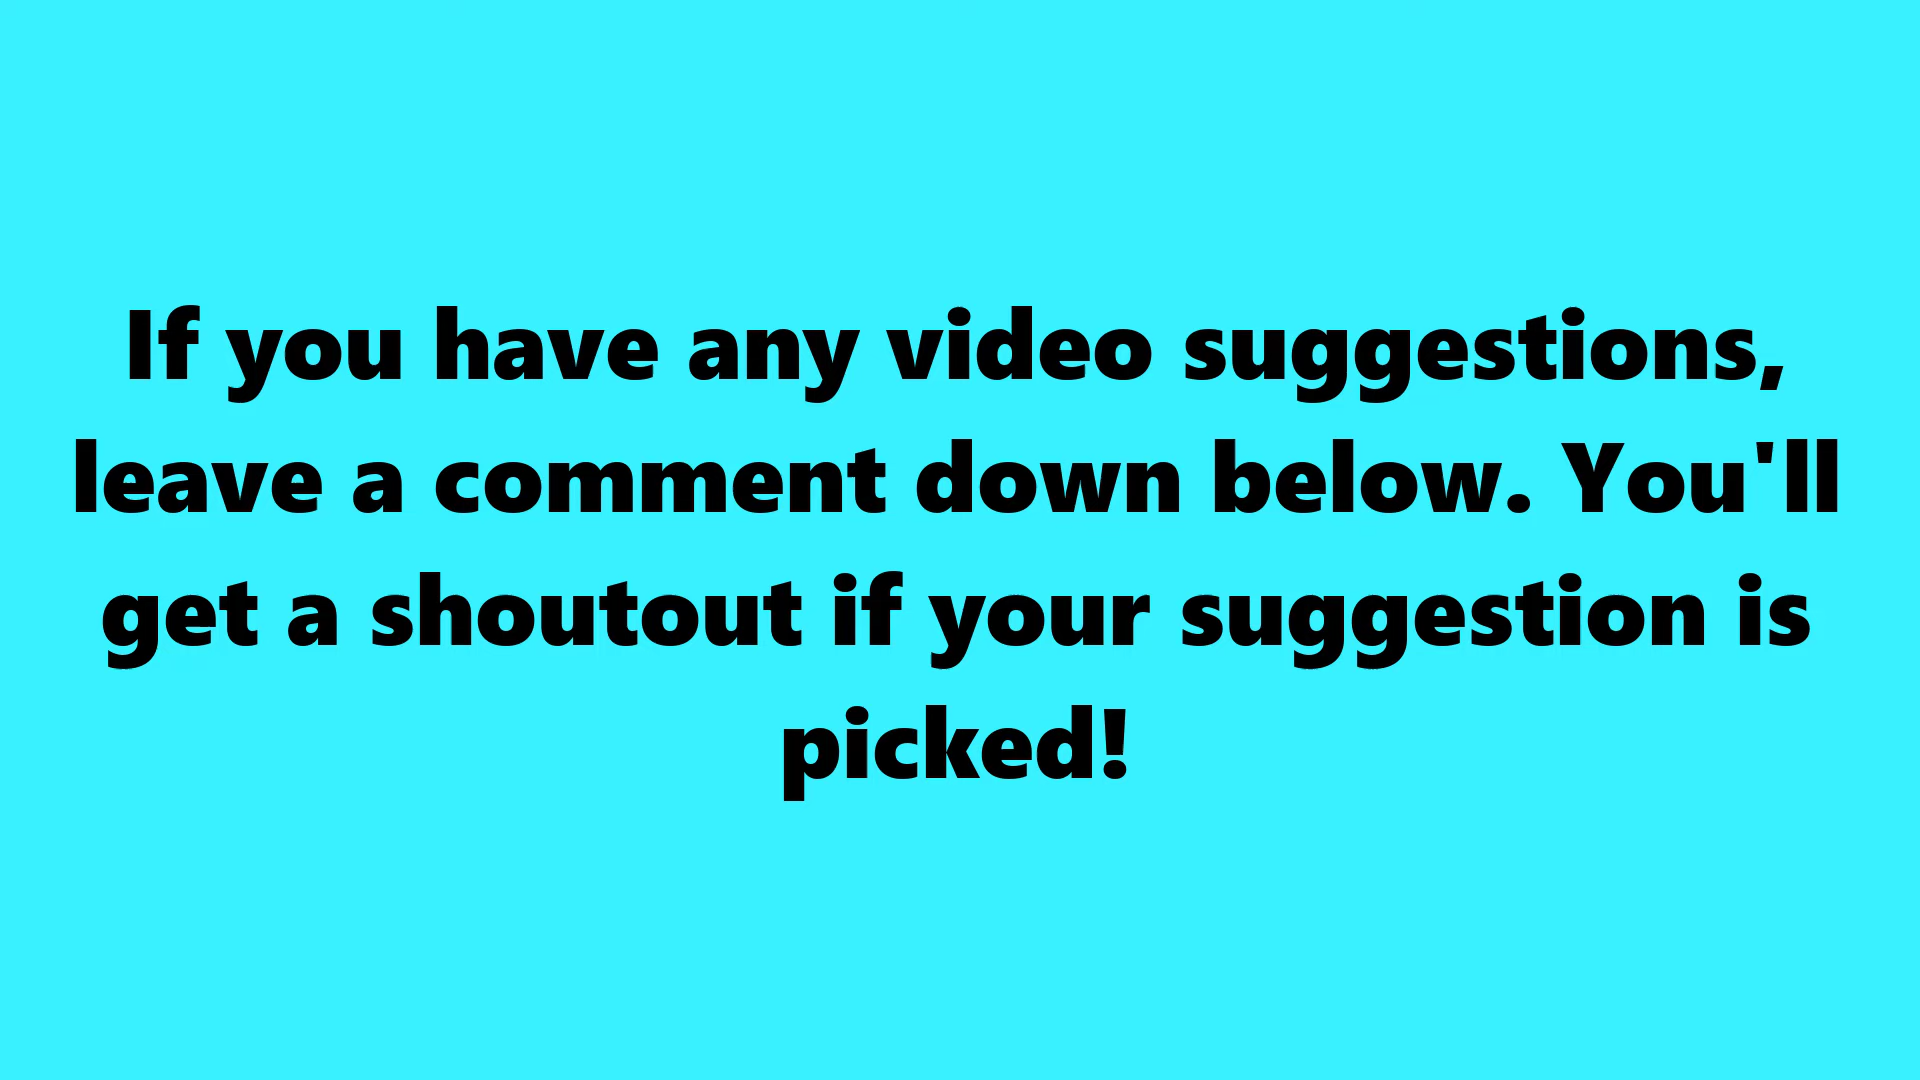 If you have any video suggestions,
leave a comment down below. You'll
get a shoutout if your suggestion is
picked!